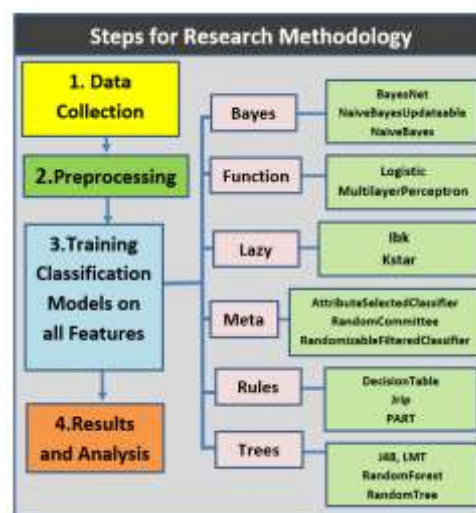 Steps for Research Methodology
1. Data
Collection
2.Preprocessing
3.Training
Classification
Models on
all Features
4.Results
and Analysis
Bayes
BayesNet
NaiveBayesUpdateable
NaiveBayes
Function
Logistic
MultilayerPerceptron
Lazy
Ibk
Kstar
Meta
AttributeSelectedClassifier
RandomCommittee
RandomizableFilteredClassifier
Rules
DecisionTable
Jrip
PART
Trees
J48, LMT
RandomForest
RandomTree